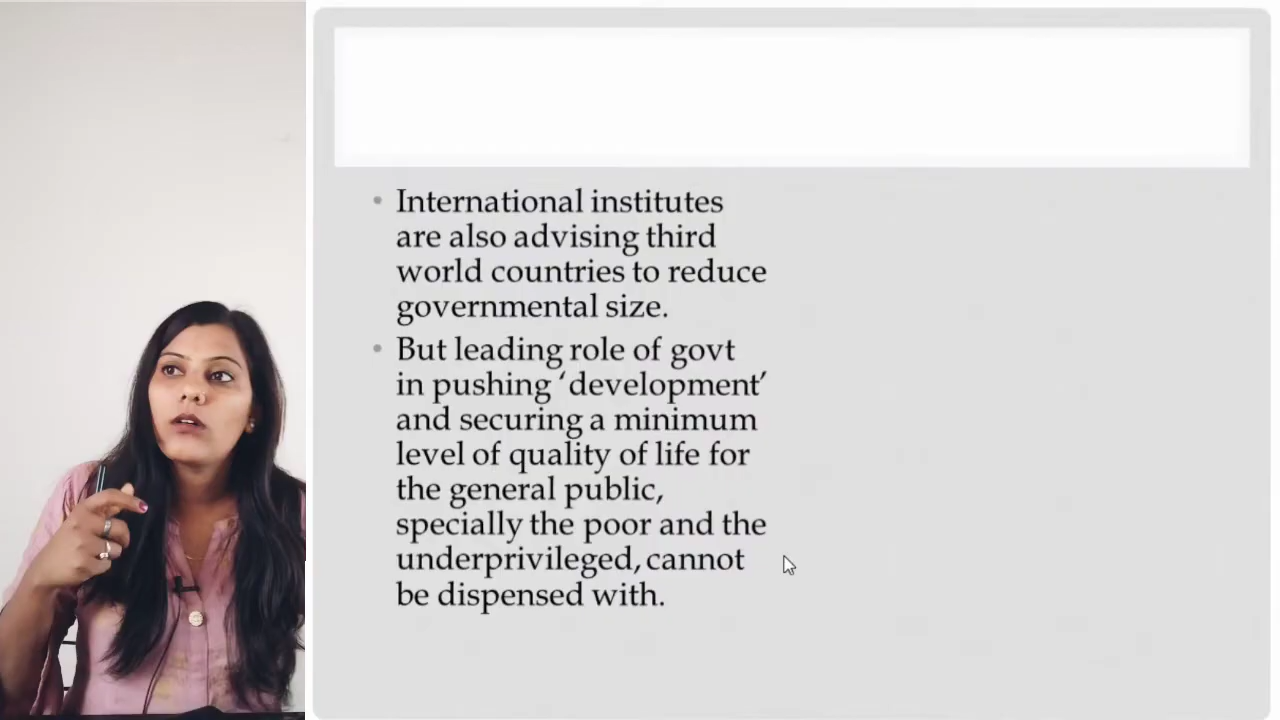 International institutes
are also advising third
world countries to reduce
governmental size.
But leading role of govt
in pushing ‘development’
and securing a minimum
level of quality of life for
the general public,
specially the poor and the
underprivileged, cannot
be dispensed with.